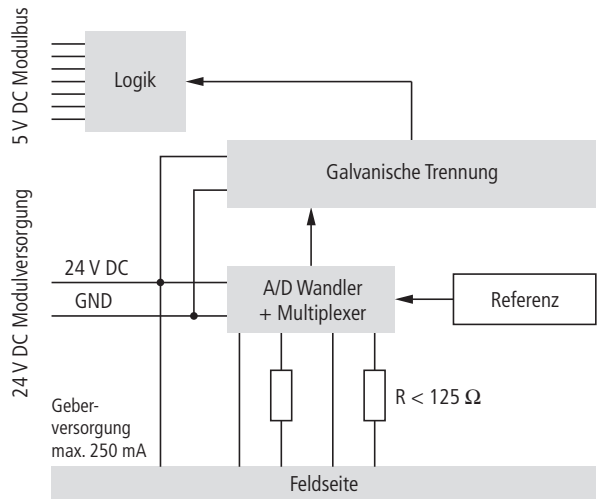 5 V DC Modulbus
Logik
Galvanische Trennung
24 V DC Modulversorgung
24 V DC
GND
A/D Wandler
+ Multiplexer
Referenz
R < 125 Ω
Geber-
versorgung
max. 250 mA
Feldseite